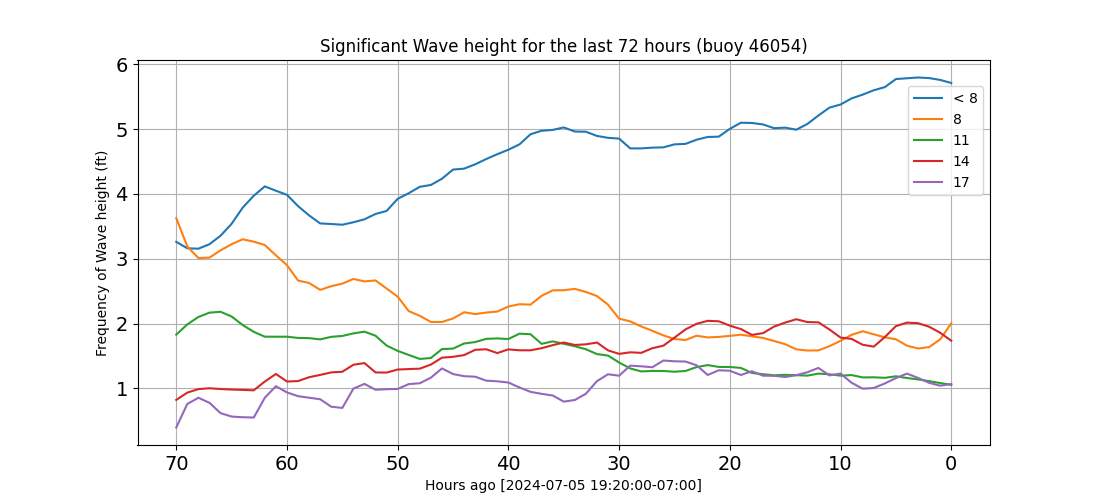 Significant Wave height for the last 72 hours (buoy 46054)
Frequency of Wave height (ft)
6
5
4
3
2
1
< 8
8
11
14
17
70 60 50 40 30 20 10 0
Hours ago [2024-07-05 19:20:00-07:00]